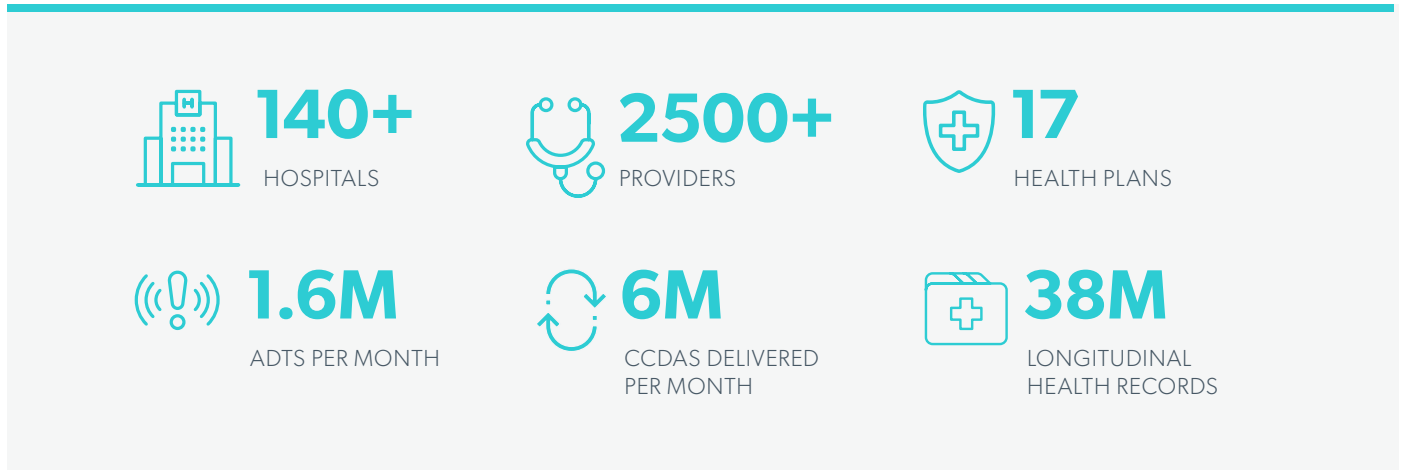 H
140+
HOSPITALS
2500+
PROVIDERS
17
HEALTH PLANS
1.6M
ADTS PER MONTH
6M
CCDAS DELIVERED
PER MONTH
38M
LONGITUDINAL
HEALTH RECORDS